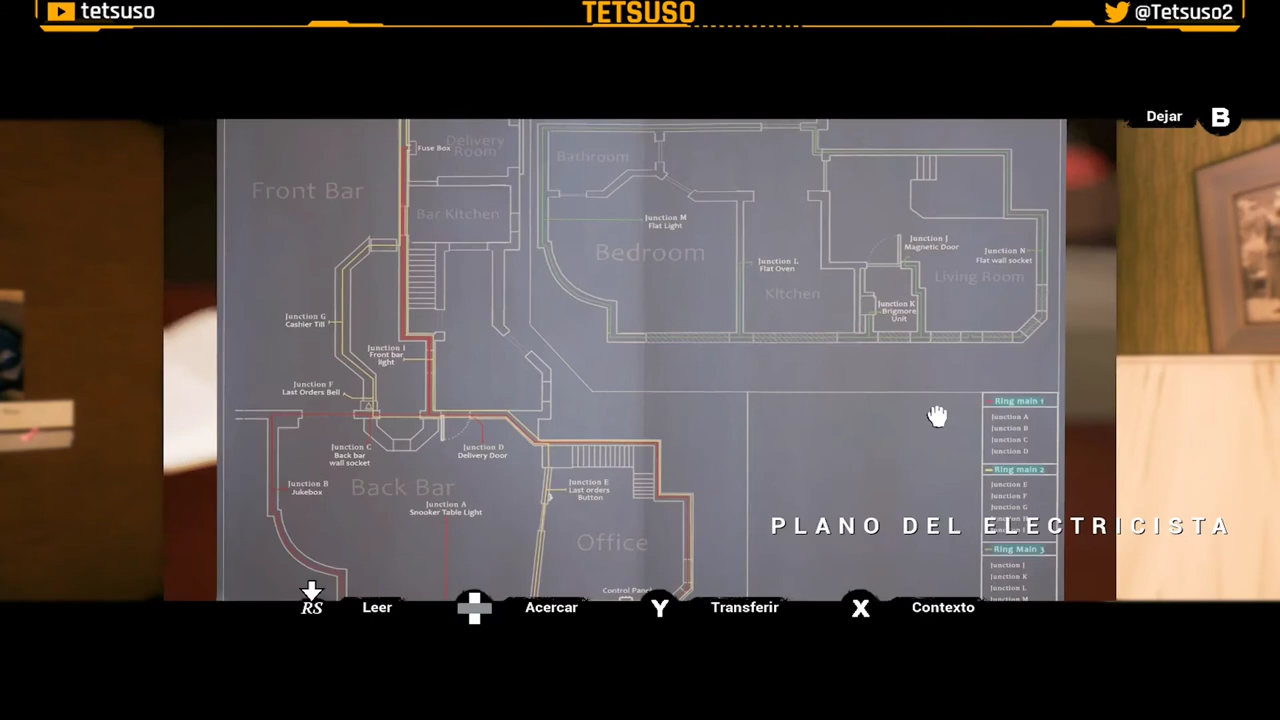 tetsuso
TETSUSO
@Tetsuso2
Dejar
B
Fuse Box
Delivery
Room
Front Bar
Bar Kitchen
Bathroom
Junction M
Flat Light
Bedroom
Junction L
Flat Oven
Kitchen
Junction J
Magnetic Door
Junction N
Flat wall socket
Living Room
Junction K
Brigmore
Unit
Junction G
Cashier Till
Junction I
Front bar
light
Junction F
Last Orders Bell
Junction C
Back bar
wall socket
Junction D
Delivery Door
Junction B
Jukebox
Back Bar
Junction A
Snooker Table Light
Junction E
Last orders
Button
Office
Control Panel
Ring main 1
Junction A
Junction B
Junction C
Junction D
Ring main 2
Junction E
Junction F
Junction G
Ring Main 3
Junction J
Junction K
Junction L
Junction M
PLANO DEL ELECTRICISTA
RS
Leer
Acercar
Y
Transferir
X
Contexto